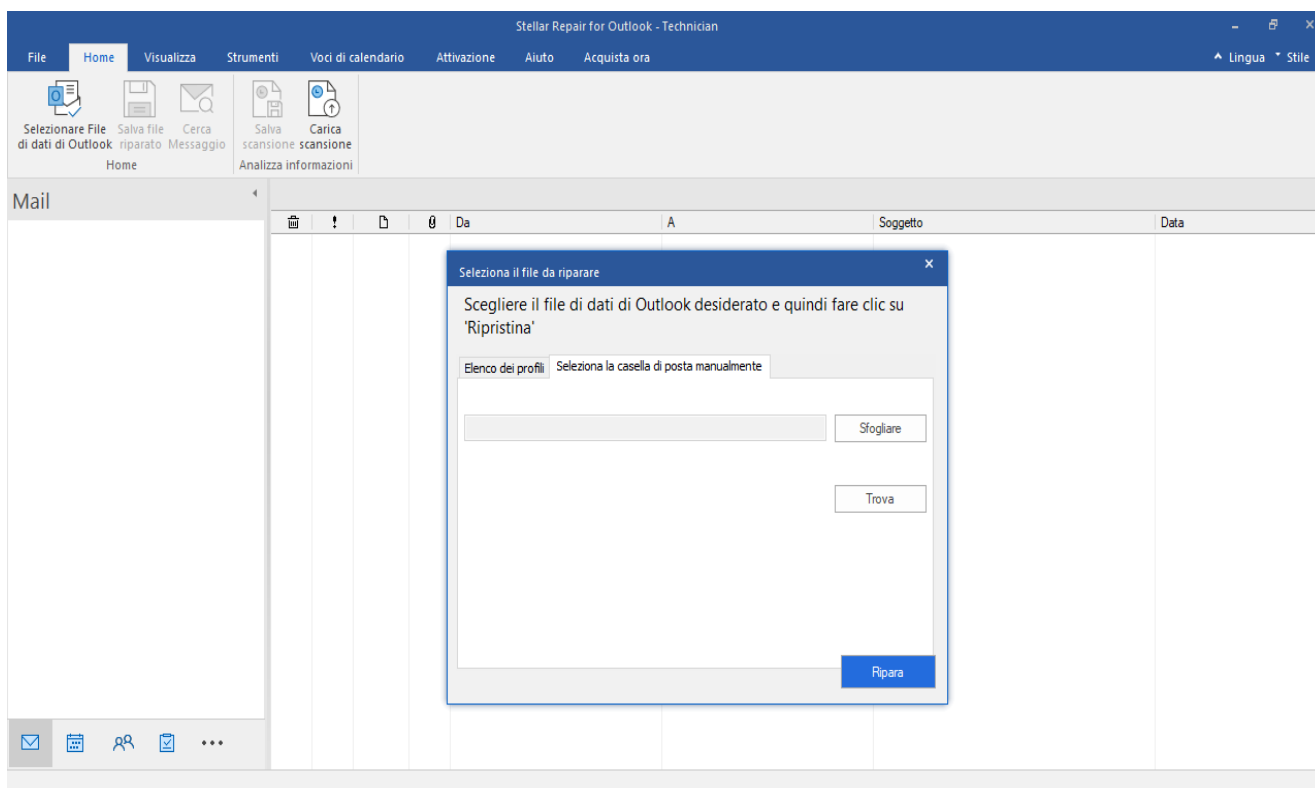 Stellar Repair for Outlook - Technician
File Home Visualizza Strumenti Voci di calendario Attivazione Aiuto Acquista ora Lingua Stile
Selezionare File Salva file Cerca Salva Carica
di dati di Outlook riparato Messaggio scansione scansione
Home Analizza informazioni
Mail
Da A Soggetto Data
Seleziona il file da riparare
Scegliere il file di dati di Outlook desiderato e quindi fare clic su
'Ripristina'
Elenco dei profili Seleziona la casella di posta manualmente
Sfogliare
Trova
Ripara